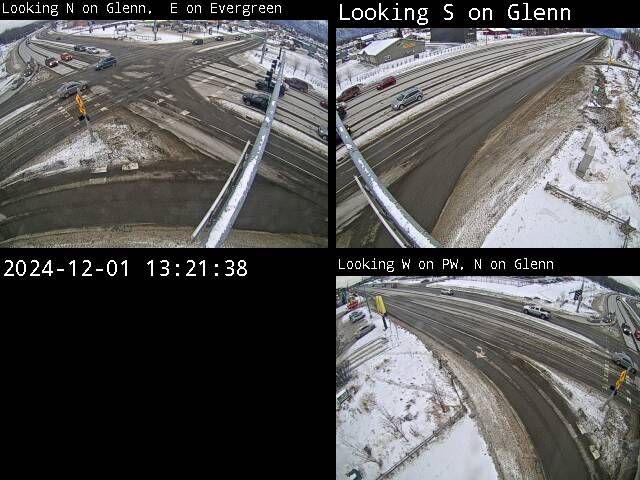 Looking N on Glenn,  E on Evergreen
Looking S on Glenn
2024-12-01 13:21:38
Looking W on PW, N on Glenn